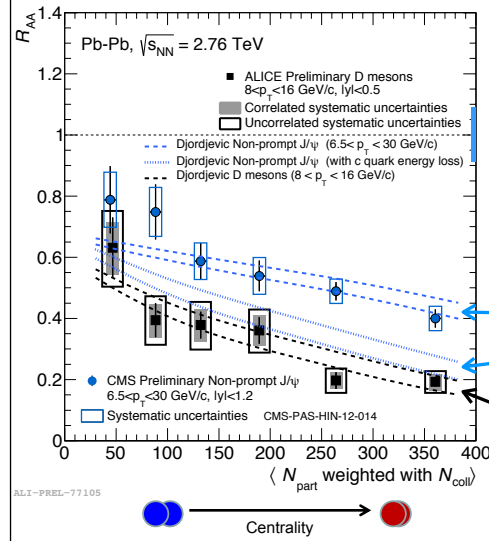 R_AA
1.4
1.2
1
0.8
0.6
0.4
0.2
0
Pb-Pb, √s_NN = 2.76 TeV
ALICE Preliminary D mesons
8<p_T<16 GeV/c, |y|<0.5
Correlated systematic uncertainties
Uncorrelated systematic uncertainties
Djordjevic Non-prompt J/ψ (6.5< p_T < 30 GeV/c)
Djordjevic Non-prompt J/ψ (with c quark energy loss)
Djordjevic D mesons (8 < p_T < 16 GeV/c)
CMS Preliminary Non-prompt J/ψ
6.5<p_T<30 GeV/c, |y|<1.2
Systematic uncertainties CMS-PAS-HIN-12-014
0 50 100 150 200 250 300 350 400
⟨ N_part weighted with N_coll⟩
ALI-PREL-77105
Centrality